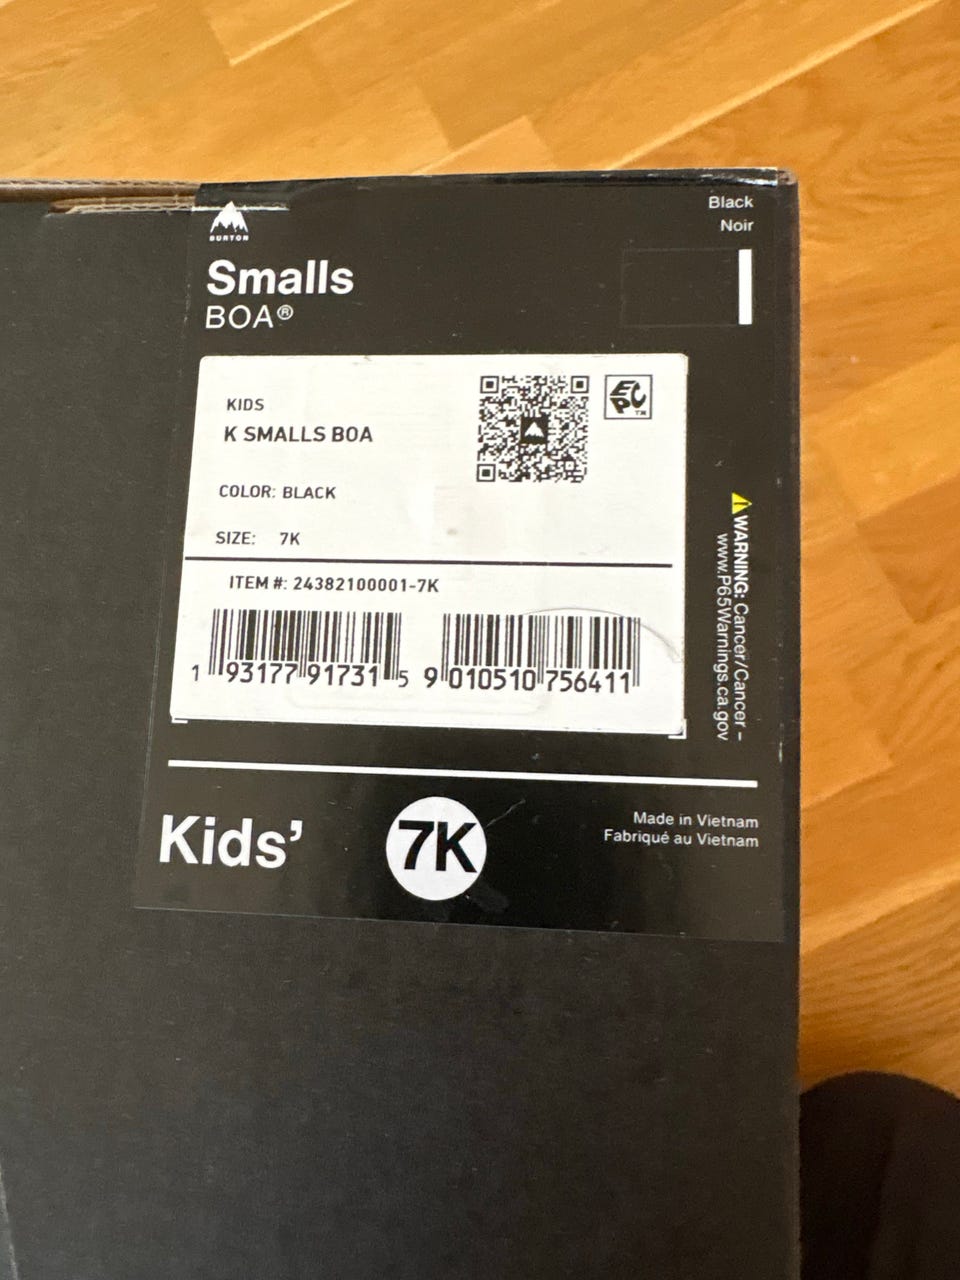 BURTON
Smalls
BOA®
Black
Noir
KIDS
K SMALLS BOA
COLOR: BLACK
SIZE: 7K
EPC™
ITEM #: 24382100001-7K
1 93177 91731 5
9 010510 756411
WARNING: Cancer/Cancer –
www.P65Warnings.ca.gov
Kids’
7K
Made in Vietnam
Fabriqué au Vietnam